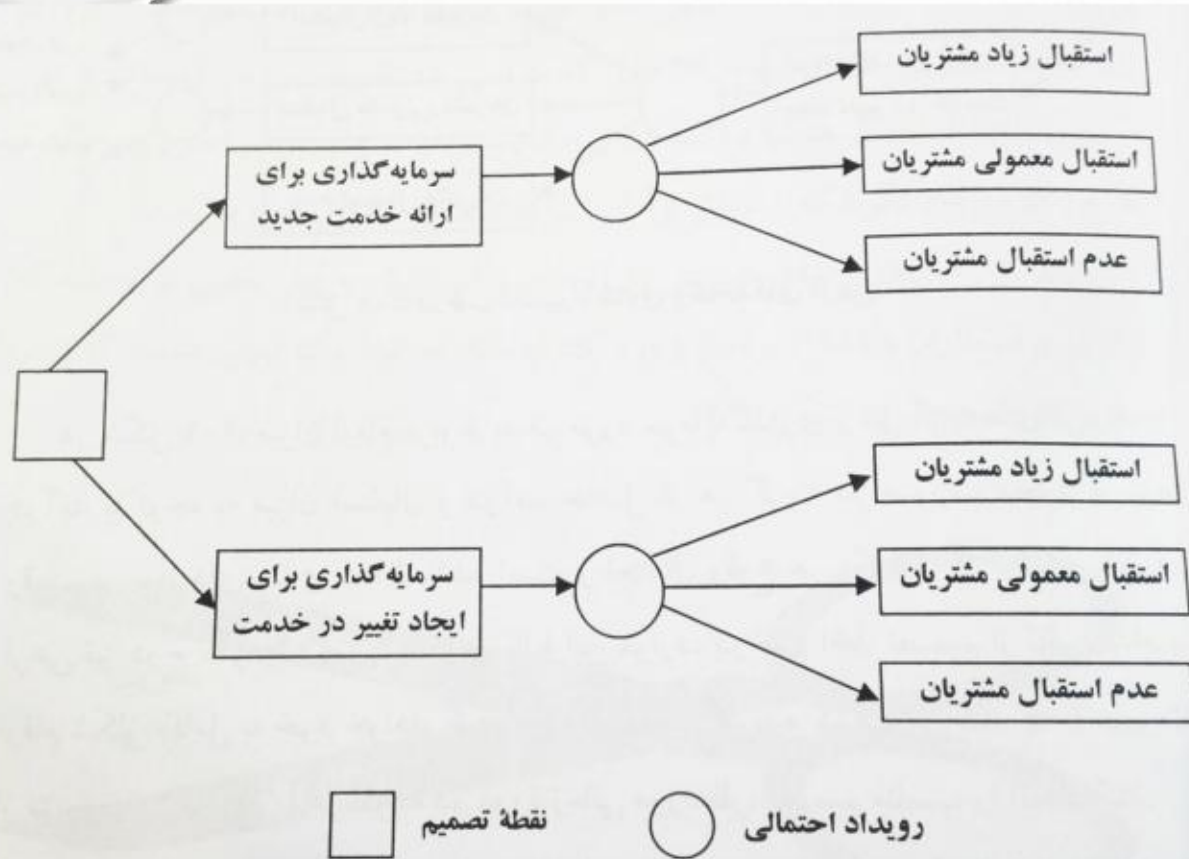 استقبال زیاد مشتریان
استقبال معمولی مشتریان
عدم استقبال مشتریان
سرمایه‌گذاری برای
ارائه خدمت جدید
استقبال زیاد مشتریان
استقبال معمولی مشتریان
عدم استقبال مشتریان
سرمایه‌گذاری برای
ایجاد تغییر در خدمت
رویداد احتمالی
نقطهٔ تصمیم